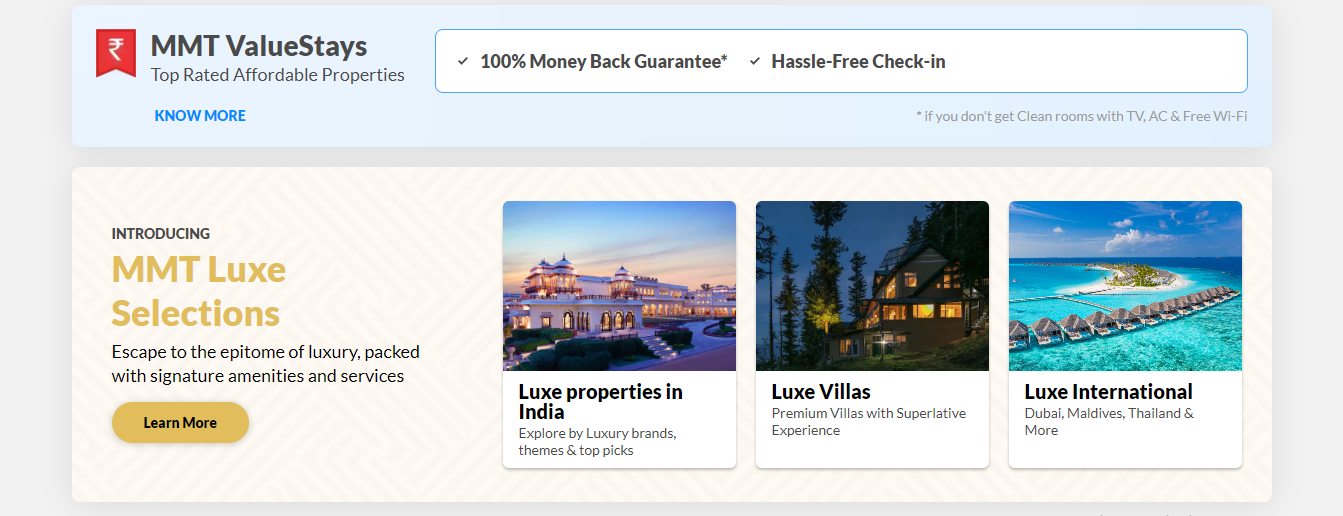 ₹
MMT ValueStays
Top Rated Affordable Properties
100% Money Back Guarantee*
Hassle-Free Check-in
KNOW MORE
* if you don't get Clean rooms with TV, AC & Free Wi-Fi
INTRODUCING
MMT Luxe
Selections
Escape to the epitome of luxury, packed
with signature amenities and services
Learn More
Luxe properties in
India
Explore by Luxury brands,
themes & top picks
Luxe Villas
Premium Villas with Superlative
Experience
Luxe International
Dubai, Maldives, Thailand &
More